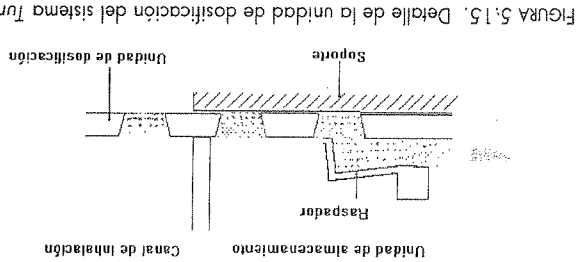 Unidad de almacenamiento
Canal de inhalación
Raspador
Soporte
Unidad de dosificación
FIGURA 5.15. Detalle de la unidad de dosificación del sistema Tur